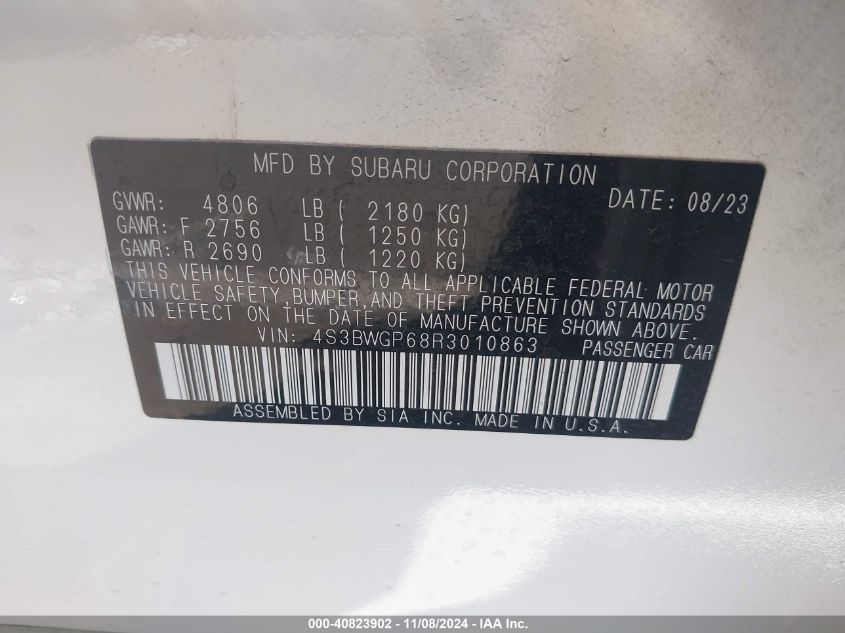 MFD BY SUBARU CORPORATION
DATE: 08/23
GVWR: 4806 LB ( 2180 KG)
GAWR: F 2756 LB ( 1250 KG)
GAWR: R 2690 LB ( 1220 KG)
THIS VEHICLE CONFORMS TO ALL APPLICABLE FEDERAL MOTOR
VEHICLE SAFETY,BUMPER,AND THEFT PREVENTION STANDARDS
IN EFFECT ON THE DATE OF MANUFACTURE SHOWN ABOVE.
VIN: 4S3BWGP68R3010863 PASSENGER CAR
ASSEMBLED BY SIA INC. MADE IN U.S.A.
000-40823902 - 11/08/2024 - IAA Inc.